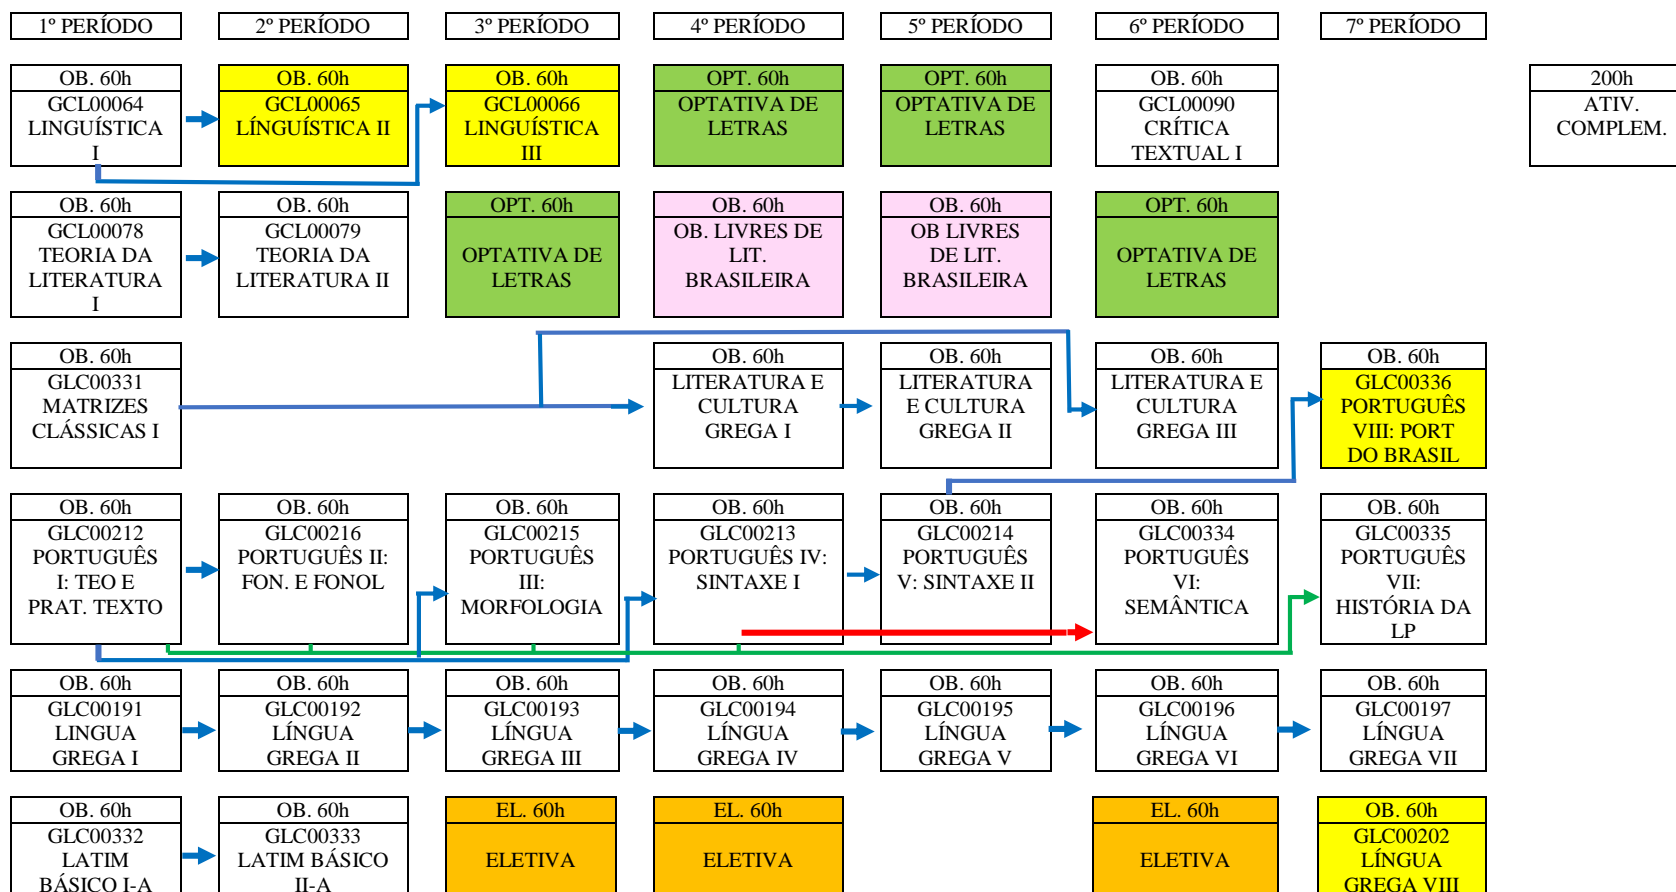 1º PERÍODO
2º PERÍODO
3º PERÍODO
4º PERÍODO
5º PERÍODO
6º PERÍODO
7º PERÍODO
OB. 60h
GCL00064
LINGUÍSTICA
I
OB. 60h
GCL00065
LÍNGUÍSTICA II
OB. 60h
GCL00066
LINGUÍSTICA
III
OPT. 60h
OPTATIVA DE
LETRAS
OPT. 60h
OPTATIVA DE
LETRAS
OB. 60h
GCL00090
CRÍTICA
TEXTUAL I
200h
ATIV.
COMPLEM.
OB. 60h
GCL00078
TEORIA DA
LITERATURA
I
OB. 60h
GCL00079
TEORIA DA
LITERATURA II
OPT. 60h
OPTATIVA DE
LETRAS
OB. 60h
OB. LIVRES DE
LIT.
BRASILEIRA
OB. 60h
OB LIVRES
DE LIT.
BRASILEIRA
OPT. 60h
OPTATIVA DE
LETRAS
OB. 60h
GLC00331
MATRIZES
CLÁSSICAS I
OB. 60h
LITERATURA E
CULTURA
GREGA I
OB. 60h
LITERATURA
E CULTURA
GREGA II
OB. 60h
LITERATURA E
CULTURA
GREGA III
OB. 60h
GLC00336
PORTUGUÊS
VIII: PORT
DO BRASIL
OB. 60h
GLC00212
PORTUGUÊS
I: TEO E
PRAT. TEXTO
OB. 60h
GLC00216
PORTUGUÊS II:
FON. E FONOL
OB. 60h
GLC00215
PORTUGUÊS
III:
MORFOLOGIA
OB. 60h
GLC00213
PORTUGUÊS IV:
SINTAXE I
OB. 60h
GLC00214
PORTUGUÊS
V: SINTAXE II
OB. 60h
GLC00334
PORTUGUÊS
VI:
SEMÂNTICA
OB. 60h
GLC00335
PORTUGUÊS
VII:
HISTÓRIA DA
LP
OB. 60h
GLC00191
LINGUA
GREGA I
OB. 60h
GLC00192
LÍNGUA
GREGA II
OB. 60h
GLC00193
LÍNGUA
GREGA III
OB. 60h
GLC00194
LÍNGUA
GREGA IV
OB. 60h
GLC00195
LÍNGUA
GREGA V
OB. 60h
GLC00196
LÍNGUA
GREGA VI
OB. 60h
GLC00197
LÍNGUA
GREGA VII
OB. 60h
GLC00332
LATIM
BÁSICO I-A
OB. 60h
GLC00333
LATIM BÁSICO
II-A
EL. 60h
ELETIVA
EL. 60h
ELETIVA
EL. 60h
ELETIVA
OB. 60h
GLC00202
LÍNGUA
GREGA VIII